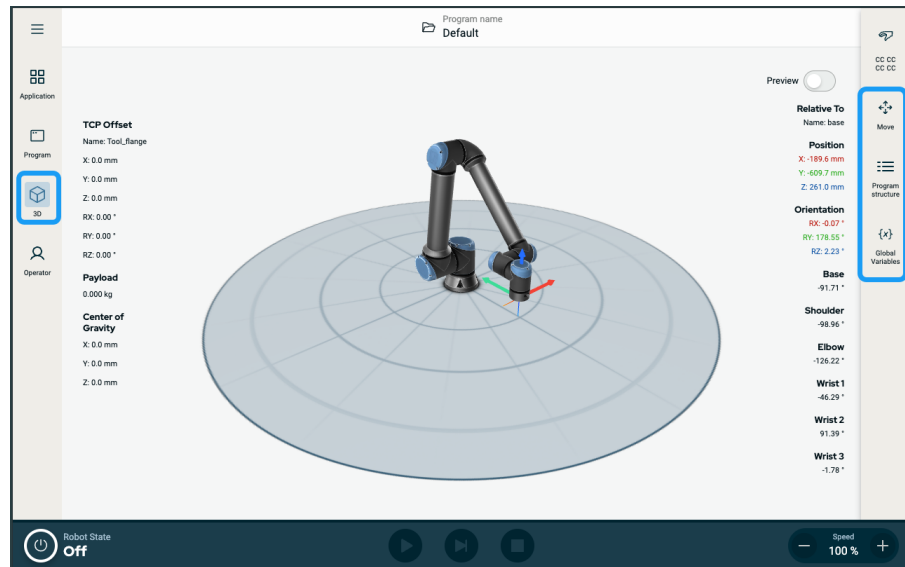 Program name
Default
Application
Program
3D
Operator
TCP Offset
Name: Tool_flange
X: 0.0 mm
Y: 0.0 mm
Z: 0.0 mm
RX: 0.00 °
RY: 0.00 °
RZ: 0.00 °
Payload
0.000 kg
Center of
Gravity
X: 0.0 mm
Y: 0.0 mm
Z: 0.0 mm
Preview
Relative To
Name: base
Position
X: -189.6 mm
Y: -609.7 mm
Z: 261.0 mm
Orientation
RX: -0.07 °
RY: 178.55 °
RZ: 2.23 °
Base
-91.71 °
Shoulder
-98.96 °
Elbow
-126.22 °
Wrist 1
-46.29 °
Wrist 2
91.39 °
Wrist 3
-1.78 °
CC CC
CC CC
Move
Program
structure
{x}
Global
Variables
Robot State
Off
Speed
100 %